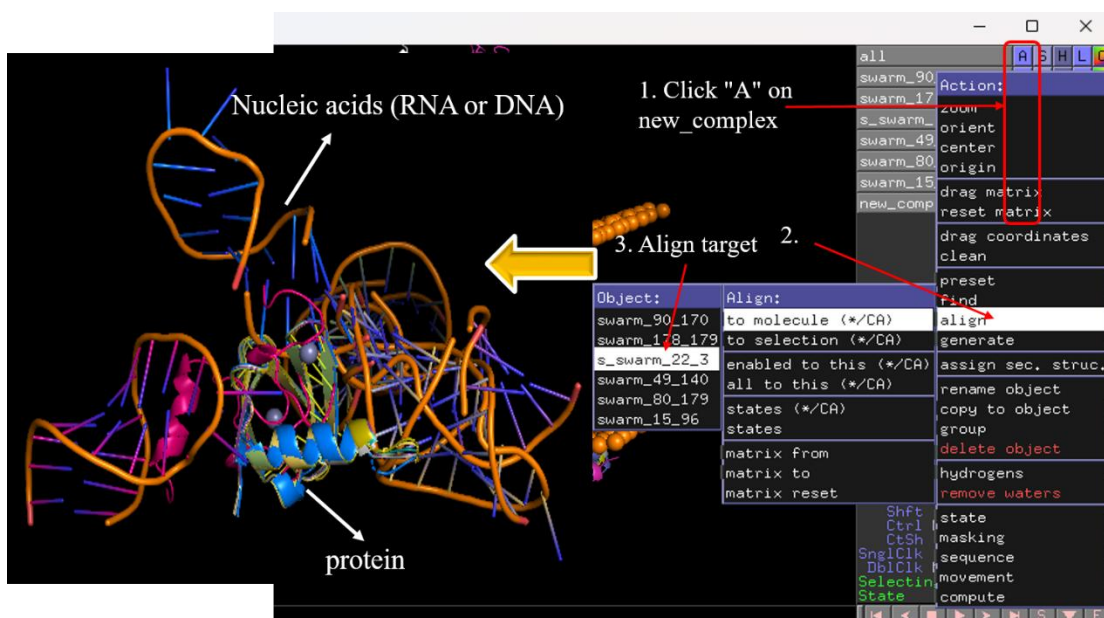 all
A S H L C
swarm_90
swarm_17
s_swarm_
swarm_49
swarm_80
swarm_15
new_comp
Action:
zoom
orient
center
origin
drag matrix
reset matrix
drag coordinates
clean
preset
find
align
generate
assign sec. struc.
rename object
copy to object
group
delete object
hydrogens
remove waters
state
masking
sequence
movement
compute
1. Click "A" on
new_complex
Nucleic acids (RNA or DNA)
3. Align target
2.
Object:
swarm_90_170
swarm_178_179
s_swarm_22_3
swarm_49_140
swarm_80_179
swarm_15_96
Align:
to molecule (*/CA)
to selection (*/CA)
enabled to this (*/CA)
all to this (*/CA)
states (*/CA)
states
matrix from
matrix to
matrix reset
protein
Shft
Ctrl
CtSh
SnglClk
DblClk
Selectin
State
S